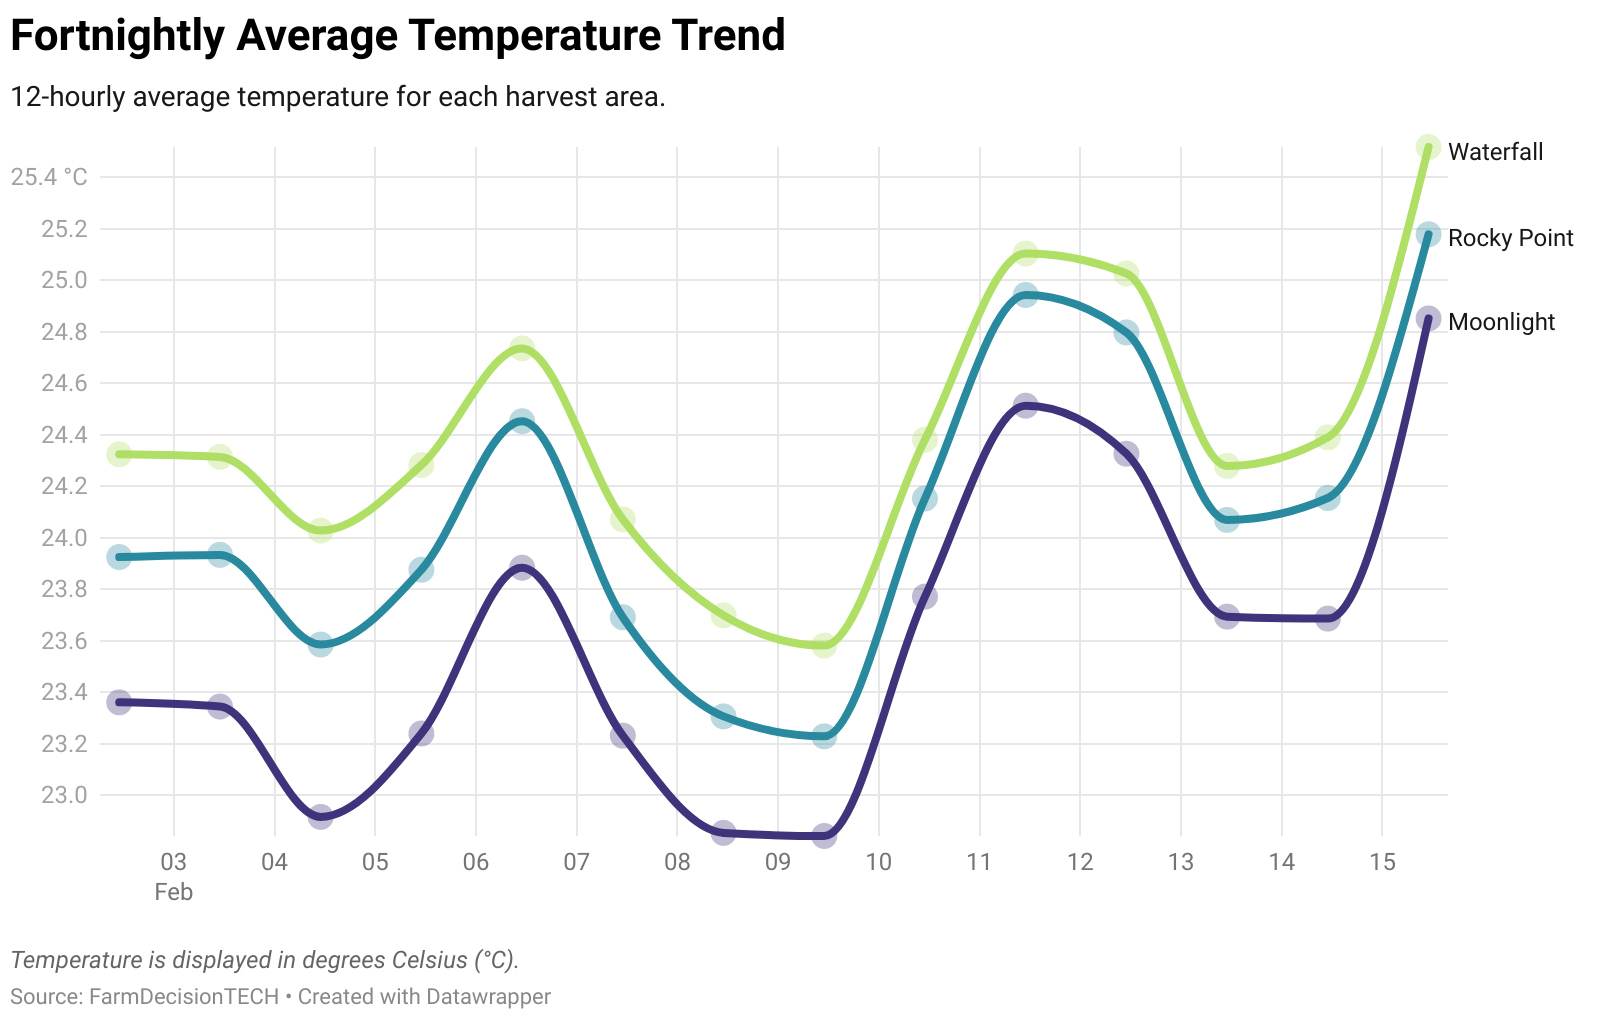 Fortnightly Average Temperature Trend
12-hourly average temperature for each harvest area.
Waterfall
25.4 °C
25.2
Rocky Point
25.0
24.8
Moonlight
24.6
24.4
24.2
24.0
23.8
23.6
23.4
23.2
23.0
03 04 05 06 07 08 09 10 11 12 13 14 15
Feb
Temperature is displayed in degrees Celsius (°C).
Source: FarmDecisionTECH • Created with Datawrapper